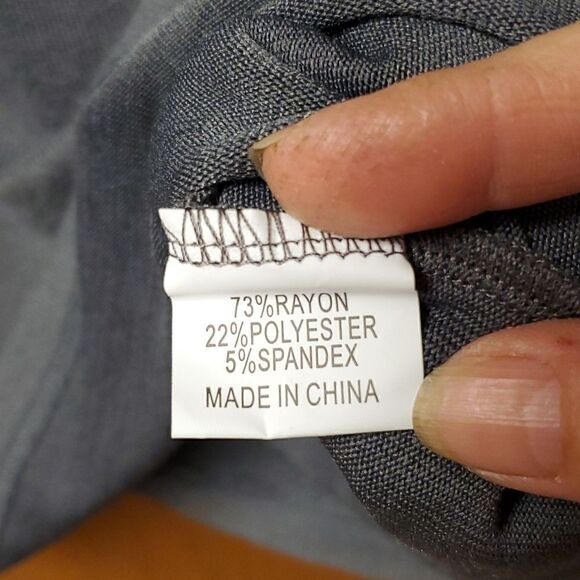 73%RAYON
22%POLYESTER
5%SPANDEX
MADE IN CHINA